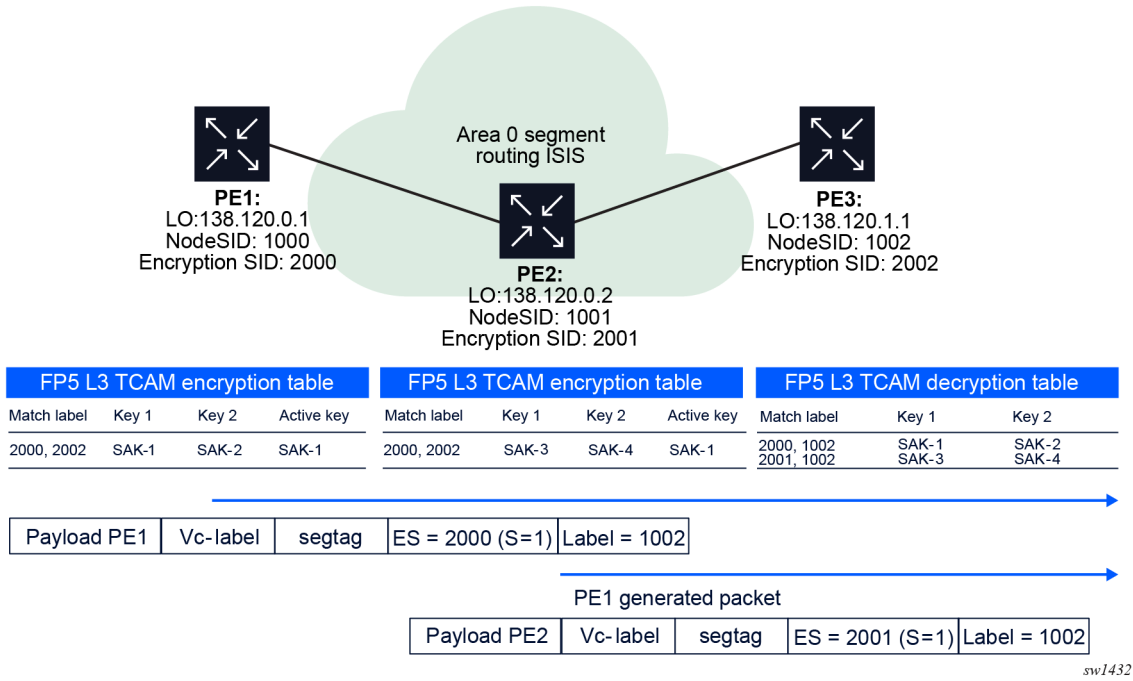 Area 0 segment
routing ISIS
PE1:
LO:138.120.0.1
NodeSID: 1000
Encryption SID: 2000
PE2:
LO:138.120.0.2
NodeSID: 1001
Encryption SID: 2001
PE3:
LO:138.120.1.1
NodeSID: 1002
Encryption SID: 2002
FP5 L3 TCAM encryption table
Match label Key 1 Key 2 Active key
2000, 2002 SAK-1 SAK-2 SAK-1
FP5 L3 TCAM encryption table
Match label Key 1 Key 2 Active key
2000, 2002 SAK-3 SAK-4 SAK-1
FP5 L3 TCAM decryption table
Match label Key 1 Key 2
2000, 1002 SAK-1 SAK-2
2001, 1002 SAK-3 SAK-4
Payload PE1 Vc-label segtag ES = 2000 (S=1) Label = 1002
PE1 generated packet
Payload PE2 Vc-label segtag ES = 2001 (S=1) Label = 1002
sw1432